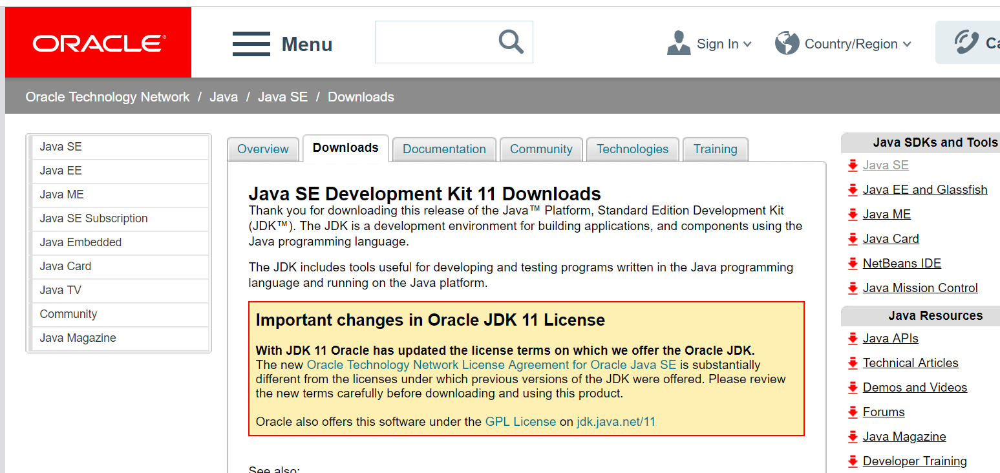 ORACLE®
Menu
Sign In
Country/Region
Oracle Technology Network / Java / Java SE / Downloads
Java SE
Java EE
Java ME
Java SE Subscription
Java Embedded
Java Card
Java TV
Community
Java Magazine
Overview
Downloads
Documentation
Community
Technologies
Training
Java SE Development Kit 11 Downloads
Thank you for downloading this release of the Java™ Platform, Standard Edition Development Kit
(JDK™). The JDK is a development environment for building applications, and components using the
Java programming language.
The JDK includes tools useful for developing and testing programs written in the Java programming
language and running on the Java platform.
Important changes in Oracle JDK 11 License
With JDK 11 Oracle has updated the license terms on which we offer the Oracle JDK.
The new Oracle Technology Network License Agreement for Oracle Java SE is substantially
different from the licenses under which previous versions of the JDK were offered. Please review
the new terms carefully before downloading and using this product.
Oracle also offers this software under the GPL License on jdk.java.net/11
See also:
Java SDKs and Tools
Java SE
Java EE and Glassfish
Java ME
Java Card
NetBeans IDE
Java Mission Control
Java Resources
Java APIs
Technical Articles
Demos and Videos
Forums
Java Magazine
Developer Training